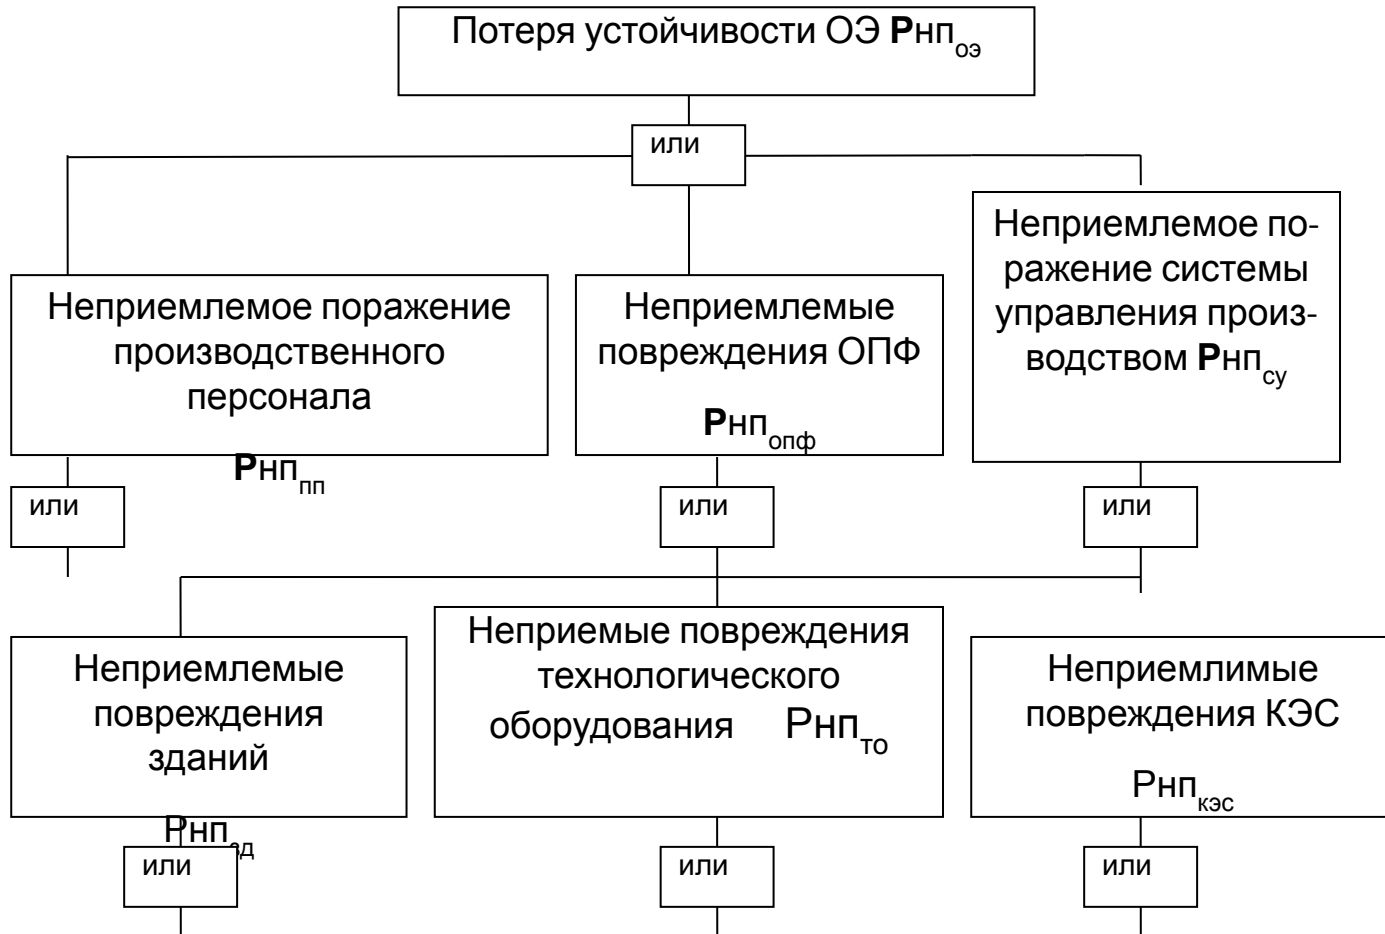 Потеря устойчивости ОЭ Рнп оэ
или
Неприемлемое поражение
производственного
персонала
Рнп пп
Неприемлемые
повреждения ОПФ
Рнп опф
Неприемлемое по-
ражение системы
управления произ-
водством Рнп су
или
или
или
Неприемлемые
повреждения
зданий
Рнп зд
Неприемые повреждения
технологического
оборудования Рнп то
Неприемлимые
повреждения КЭС
Рнп кэс
или
или
или